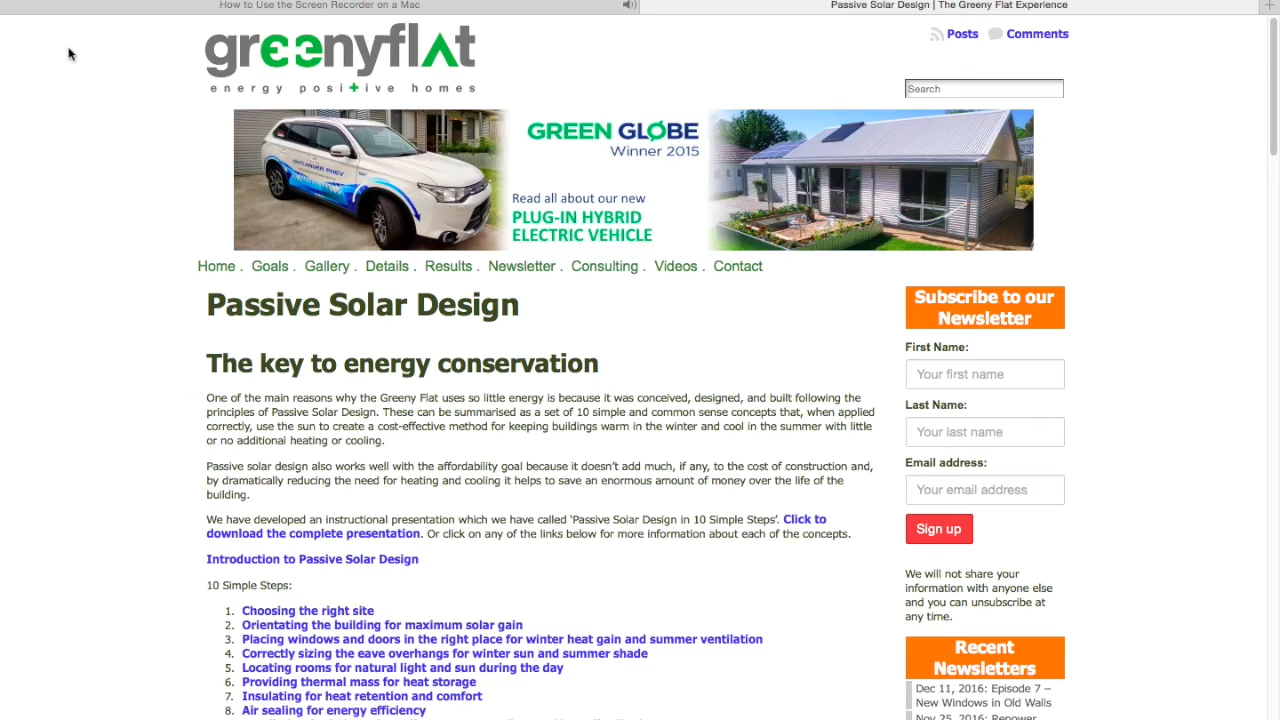 How to Use the Screen Recorder on a Mac
Passive Solar Design | The Greeny Flat Experience
greenyflat
energy positive homes
Posts
Comments
Search
OUTLANDER PHEV
GREEN GLOBE
Winner 2015
Read all about our new
PLUG-IN HYBRID
ELECTRIC VEHICLE
Home . Goals . Gallery . Details . Results . Newsletter . Consulting . Videos . Contact
Passive Solar Design
The key to energy conservation
One of the main reasons why the Greeny Flat uses so little energy is because it was conceived, designed, and built following the
principles of Passive Solar Design. These can be summarised as a set of 10 simple and common sense concepts that, when applied
correctly, use the sun to create a cost-effective method for keeping buildings warm in the winter and cool in the summer with little
or no additional heating or cooling.
Passive solar design also works well with the affordability goal because it doesn't add much, if any, to the cost of construction and,
by dramatically reducing the need for heating and cooling it helps to save an enormous amount of money over the life of the
building.
We have developed an instructional presentation which we have called 'Passive Solar Design in 10 Simple Steps'. Click to
download the complete presentation. Or click on any of the links below for more information about each of the concepts.
Introduction to Passive Solar Design
10 Simple Steps:
1. Choosing the right site
2. Orientating the building for maximum solar gain
3. Placing windows and doors in the right place for winter heat gain and summer ventilation
4. Correctly sizing the eave overhangs for winter sun and summer shade
5. Locating rooms for natural light and sun during the day
6. Providing thermal mass for heat storage
7. Insulating for heat retention and comfort
8. Air sealing for energy efficiency
Subscribe to our
Newsletter
First Name:
Your first name
Last Name:
Your last name
Email address:
Your email address
Sign up
We will not share your
information with anyone else
and you can unsubscribe at
any time.
Recent
Newsletters
Dec 11, 2016: Episode 7 –
New Windows in Old Walls
Nov 25, 2016: Repower